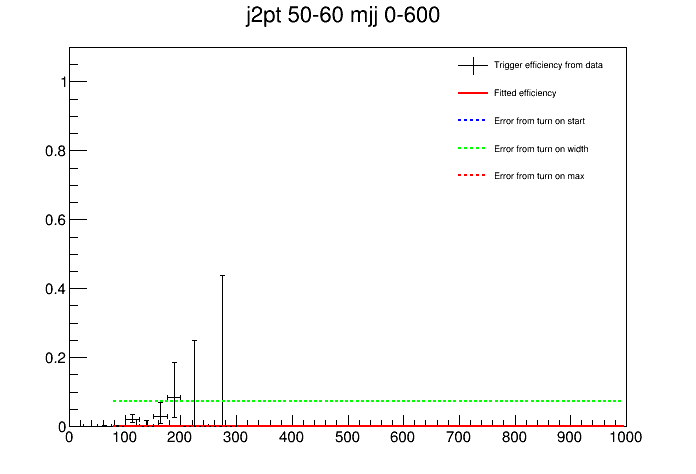 j2pt 50-60 mjj 0-600
Trigger efficiency from data
Fitted efficiency
Error from turn on start
Error from turn on width
Error from turn on max
1
0.8
0.6
0.4
0.2
0
0 100 200 300 400 500 600 700 800 900 1000